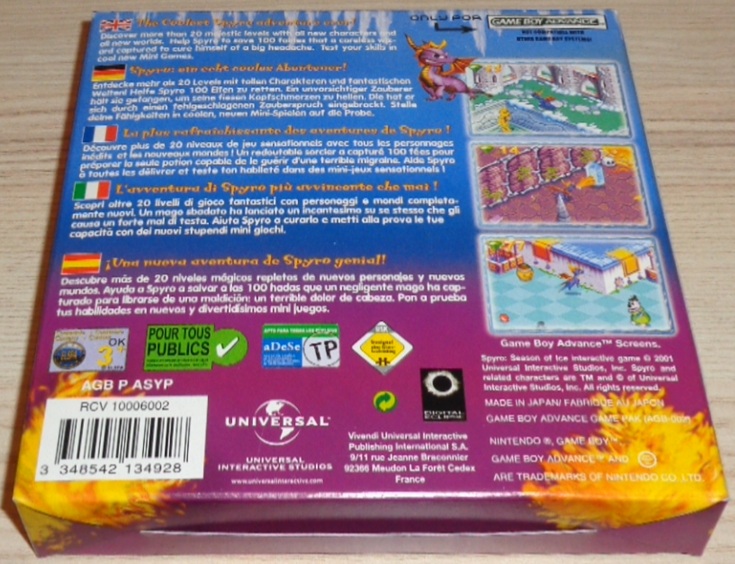 The Coolest Spyro adventure ever!
Discover more than 20 majestic levels with all new characters and
all new worlds. Help Spyro to save 100 fairies that a careless wiz-
ard captured to cure himself of a big headache. Test your skills in
cool new Mini Games.
ONLY FOR
GAME BOY ADVANCE
NOT COMPATIBLE WITH
OTHER GAME BOY SYSTEMS!
Spyro: ein echt cooles Abenteuer!
Entdecke mehr als 20 Levels mit tollen Charakteren und fantastischen
Welten! Helfe Spyro 100 Elfen zu retten. Ein unvorsichtiger Zauberer
hält sie gefangen, um seine fiesen Kopfschmerzen zu heilen. Die hat er
sich durch einen fehlgeschlagenen Zauberspruch eingebrockt. Stelle
deine Fähigkeiten in coolen, neuen Mini-Spielen auf die Probe.
La plus rafraîchissante des aventures de Spyro !
Découvre plus de 20 niveaux de jeu sensationnels avec tous les personnages
inédits et les nouveaux mondes ! Un redoutable sorcier a capturé 100 fées pour
préparer la seule potion capable de le guérir d'une terrible migraine. Aide Spyro
à toutes les délivrer et teste ton habileté dans des mini-jeux sensationnels !
L'avventura di Spyro più avvincente che mai !
Scopri altre 20 livelli di gioco fantastici con personaggi e mondi completa-
mente nuovi. Un mago sbadato ha lanciato un incantesimo su se stesso che gli
causa un forte mal di testa. Aiuta Spyro a curarlo e metti alla prova le tue
capacità con dei nuovi stupendi mini giochi.
¡Una nueva aventura de Spyro genial!
Descubre más de 20 niveles mágicos repletos de nuevos personajes y nuevos
mundos. Ayuda a Spyro a salvar a las 100 hadas que un negligente mago ha cap-
turado para librarse de una maldición: un terrible dolor de cabeza. Pon a prueba
tus habilidades en nuevos y divertidísimos mini juegos.
Game Boy Advance™ Screens.
Spyro: Season of Ice interactive game © 2001
Universal Interactive Studios, Inc. Spyro and
related characters are TM and © of Universal
Interactive Studios, Inc. All rights reserved.
MADE IN JAPAN/ FABRIQUÉ AU JAPON
GAME BOY ADVANCE GAME PAK (AGB-002)
NINTENDO ®, GAME BOY™
GAME BOY ADVANCE™ AND
ARE TRADEMARKS OF NINTENDO CO., LTD.
OK
3+
POUR TOUS
PUBLICS
APTO PARA TODOS LOS PUBLICOS
aDeSe
TP
AGB P ASYP
RCV 10006002
3 348542 134928
UNIVERSAL
UNIVERSAL
INTERACTIVE STUDIOS
www.universalinteractive.com
DIGITAL
ECLIPSE
Vivendi Universal Interactive
Publishing International S.A.
9/11 rue Jeanne Braconnier
92366 Meudon La Forêt Cedex
France